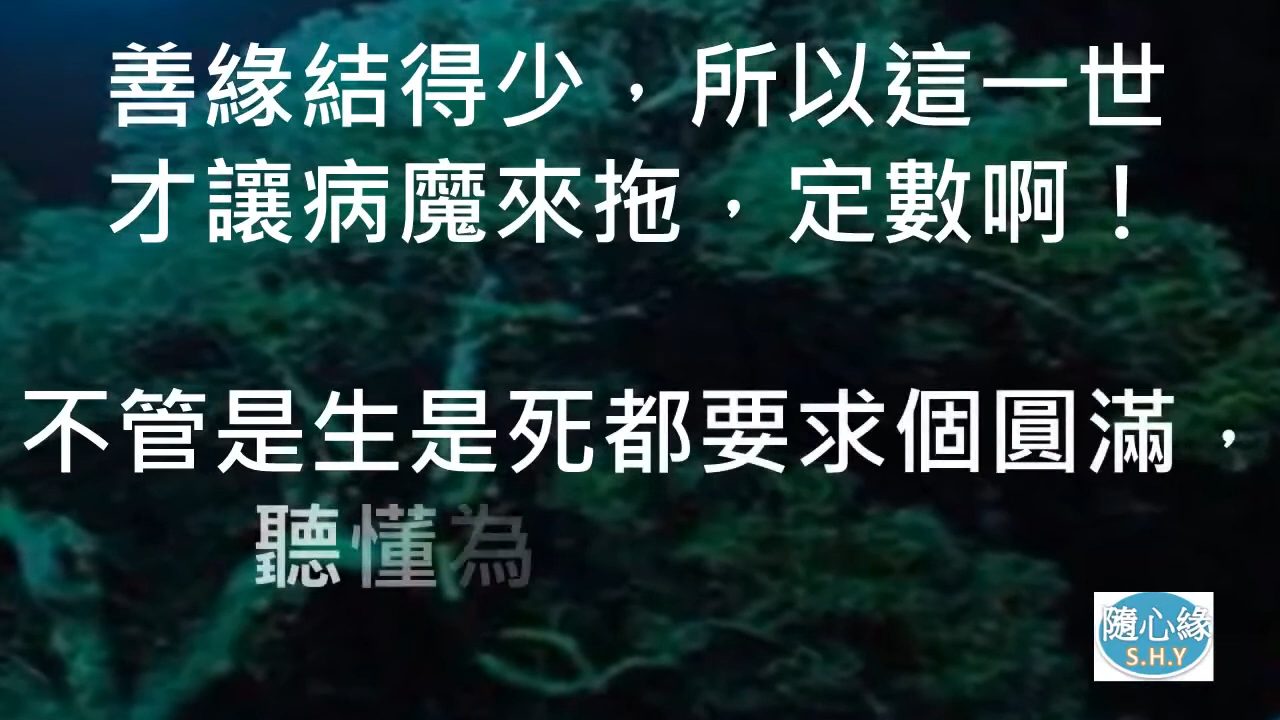 善緣結得少，所以這一世
才讓病魔來拖，定數啊！
不管是生是死都要求個圓滿，
聽懂為
隨心緣
S.H.Y